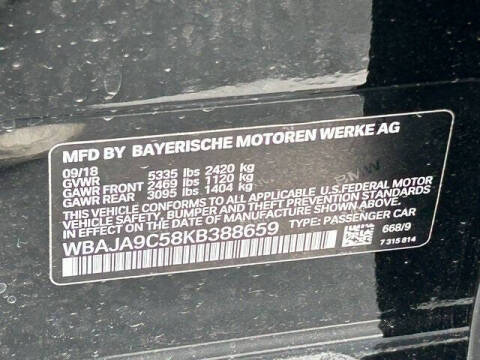 MFD BY BAYERISCHE MOTOREN WERKE AG
09/18
GVWR 5335 lbs 2420 kg
GAWR FRONT 2469 lbs 1120 kg
GAWR REAR 3095 lbs 1404 kg
THIS VEHICLE CONFORMS TO ALL APPLICABLE U.S. FEDERAL MOTOR
VEHICLE SAFETY, BUMPER AND THEFT PREVENTION STANDARDS IN
EFFECT ON THE DATE OF MANUFACTURE SHOWN ABOVE.
WBAJA9C58KB388659 TYPE: PASSENGER CAR
668/9
7 315 814